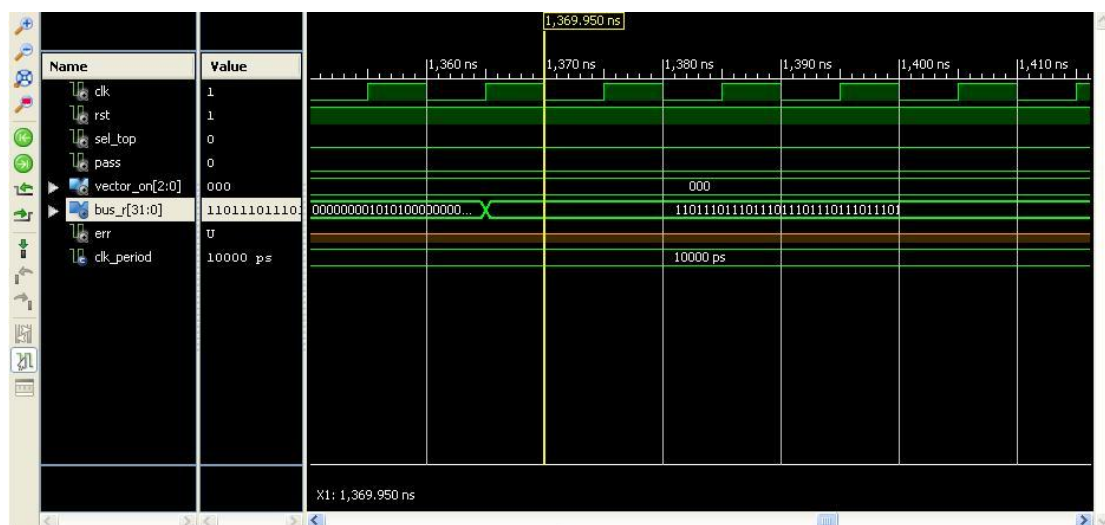 1,369.950 ns
Name Value
1,360 ns 1,370 ns 1,380 ns 1,390 ns 1,400 ns 1,410 ns
clk 1
rst 1
sel_top 0
pass 0
vector_on[2:0] 000 000
bus_r[31:0] 110111011101 000000001010100000000... 11011101110111011101110111011101
err U
clk_period 10000 ps 10000 ps
X1: 1,369.950 ns